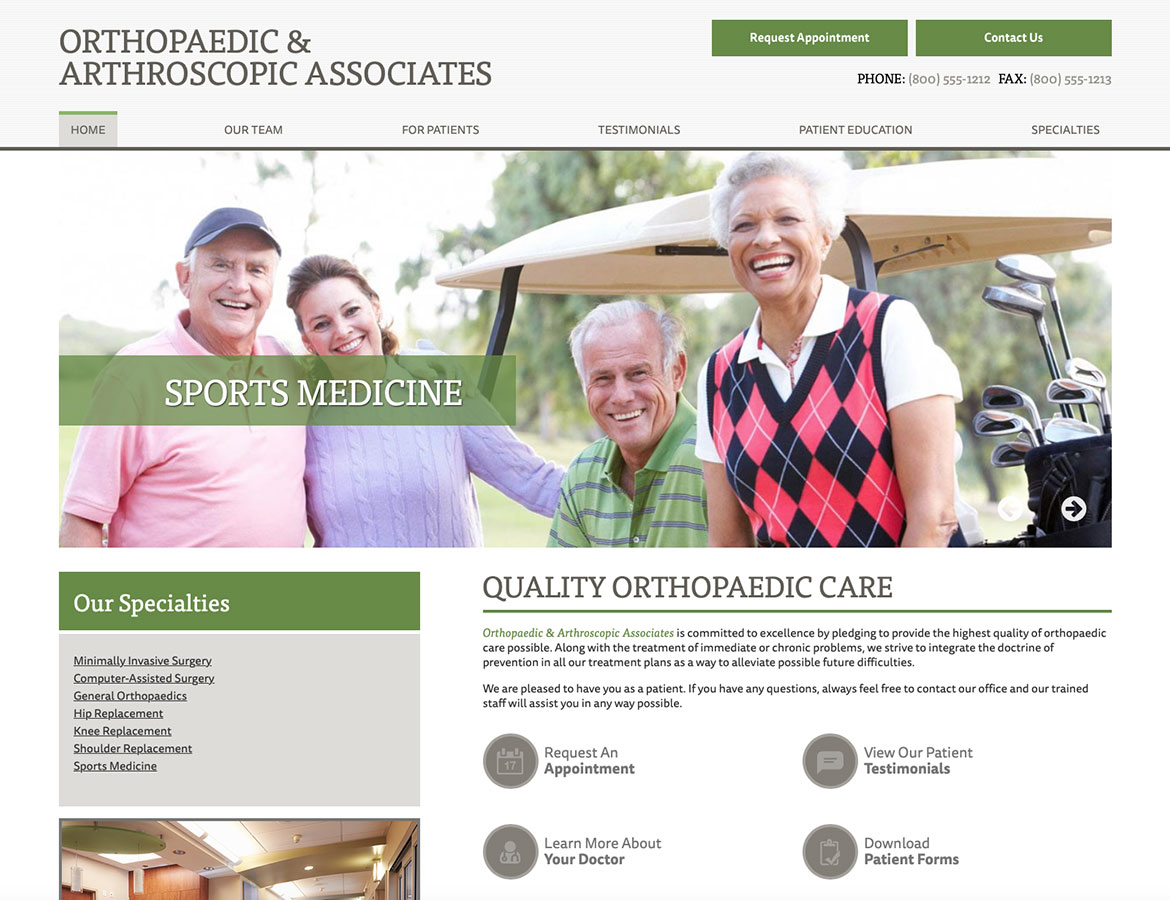 ORTHOPAEDIC &
ARTHROSCOPIC ASSOCIATES
Request Appointment
Contact Us
PHONE: (800) 555-1212 FAX: (800) 555-1213
HOME
OUR TEAM
FOR PATIENTS
TESTIMONIALS
PATIENT EDUCATION
SPECIALTIES
SPORTS MEDICINE
Our Specialties
Minimally Invasive Surgery
Computer-Assisted Surgery
General Orthopaedics
Hip Replacement
Knee Replacement
Shoulder Replacement
Sports Medicine
QUALITY ORTHOPAEDIC CARE
Orthopaedic & Arthroscopic Associates is committed to excellence by pledging to provide the highest quality of orthopaedic
care possible. Along with the treatment of immediate or chronic problems, we strive to integrate the doctrine of
prevention in all our treatment plans as a way to alleviate possible future difficulties.
We are pleased to have you as a patient. If you have any questions, always feel free to contact our office and our trained
staff will assist you in any way possible.
17
Request An
Appointment
View Our Patient
Testimonials
Learn More About
Your Doctor
Download
Patient Forms